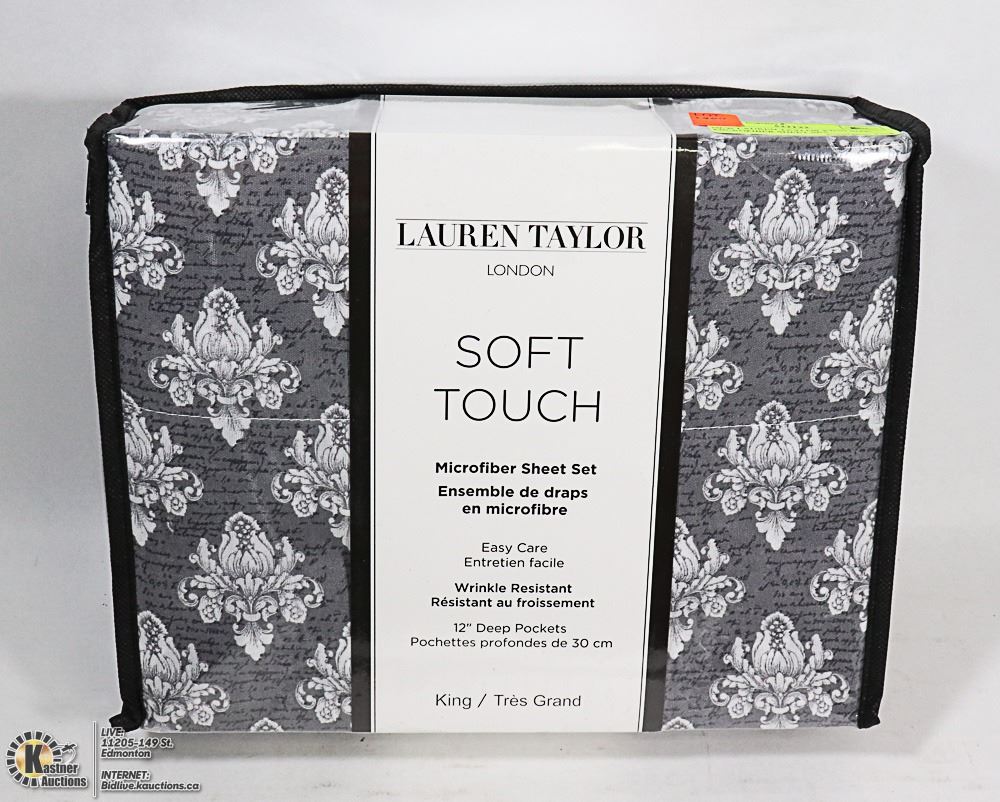 LAUREN TAYLOR
LONDON
SOFT
TOUCH
Microfiber Sheet Set
Ensemble de draps
en microfibre
Easy Care
Entretien facile
Wrinkle Resistant
Résistant au froissement
12" Deep Pockets
Pochettes profondes de 30 cm
King / Très Grand
Kastner
Auctions
LIVE:
11205-149 St.
Edmonton
INTERNET:
Bidlive.kauctions.ca